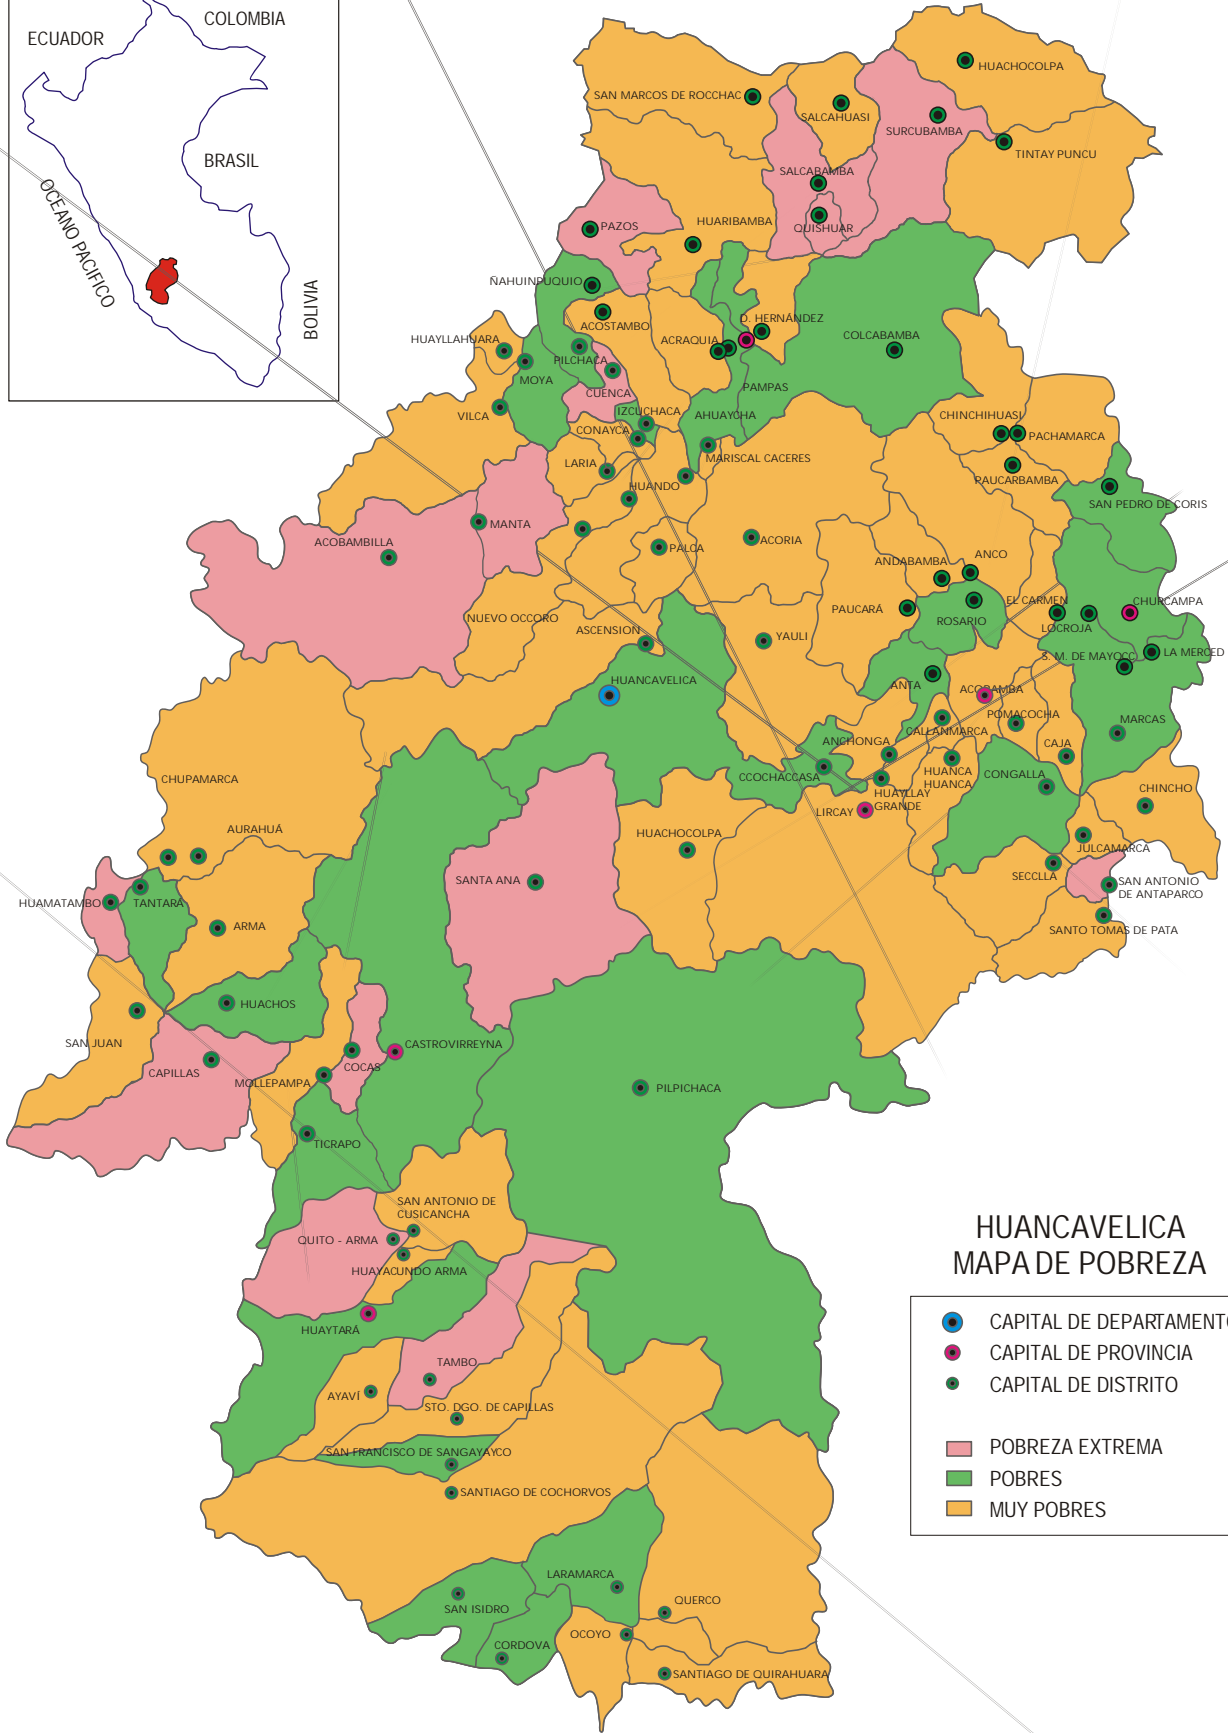 COLOMBIA
ECUADOR
BRASIL
OCEANO PACIFICO
BOLIVIA
HUACHOCOLPA
SAN MARCOS DE ROCCHAC
SALCAHUASI
SURCUBAMBA
TINTAY PUNCU
SALCABAMBA
HUARIBAMBA
PAZOS
QUISHUAR
ÑAHUINPUQUIO
ACOSTAMBO
D. HERNÁNDEZ
HUAYLLAHUARA
ACRAQUIA
COLCABAMBA
PILCHACA
MOYA
PAMPAS
CUENCA
VILCA
IZCUCHACA
AHUAYCHA
CHINCHIHUASI
CONAYCA
PACHAMARCA
MARISCAL CACERES
LARIA
PAUCARBAMBA
HUANDO
SAN PEDRO DE CORIS
MANTA
ACOBAMBILLA
PALCA
ACORIA
ANCO
ANDABAMBA
EL CARMEN
CHURCAMPA
PAUCARÁ
NUEVO OCCORO
ROSARIO
LOCROJA
ASCENSION
YAULI
S. M. DE MAYOCC
LA MERCED
HUANCAVELICA
ANTA
ACOBAMBA
POMACOCHA
MARCAS
CALLANMARCA
ANCHONGA
CAJA
CHUPAMARCA
CCOCHACCASA
HUANCA
HUANCA
CONGALLA
CHINCHO
HUAYLLAY
GRANDE
LIRCAY
AURAHUÁ
HUACHOCOLPA
JULCAMARCA
SECCLLA
SANTA ANA
SAN ANTONIO
DE ANTAPARCO
HUAMATAMBO
TANTARÁ
ARMA
SANTO TOMAS DE PATA
HUACHOS
SAN JUAN
CASTROVIRREYNA
CAPILLAS
COCAS
MOLLEPAMPA
PILPICHACA
TICRAPO
SAN ANTONIO DE
CUSICANCHA
QUITO - ARMA
HUAYACUNDO ARMA
HUAYTARÁ
TAMBO
AYAVÍ
STO. DGO. DE CAPILLAS
SAN FRANCISCO DE SANGAYAYCO
SANTIAGO DE COCHORVOS
LARAMARCA
SAN ISIDRO
QUERCO
OCOYO
CORDOVA
SANTIAGO DE QUIRAHUARA
HUANCAVELICA
MAPA DE POBREZA
CAPITAL DE DEPARTAMENTO
CAPITAL DE PROVINCIA
CAPITAL DE DISTRITO
POBREZA EXTREMA
POBRES
MUY POBRES